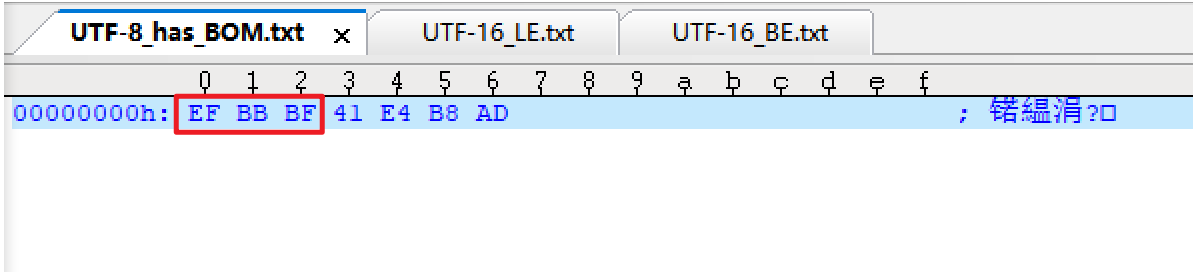 UTF-8_has_BOM.txt × UTF-16_LE.txt UTF-16_BE.txt
0 1 2 3 4 5 6 7 8 9 a b c d e f
00000000h: EF BB BF 41 E4 B8 AD ; 锘縕涓?□